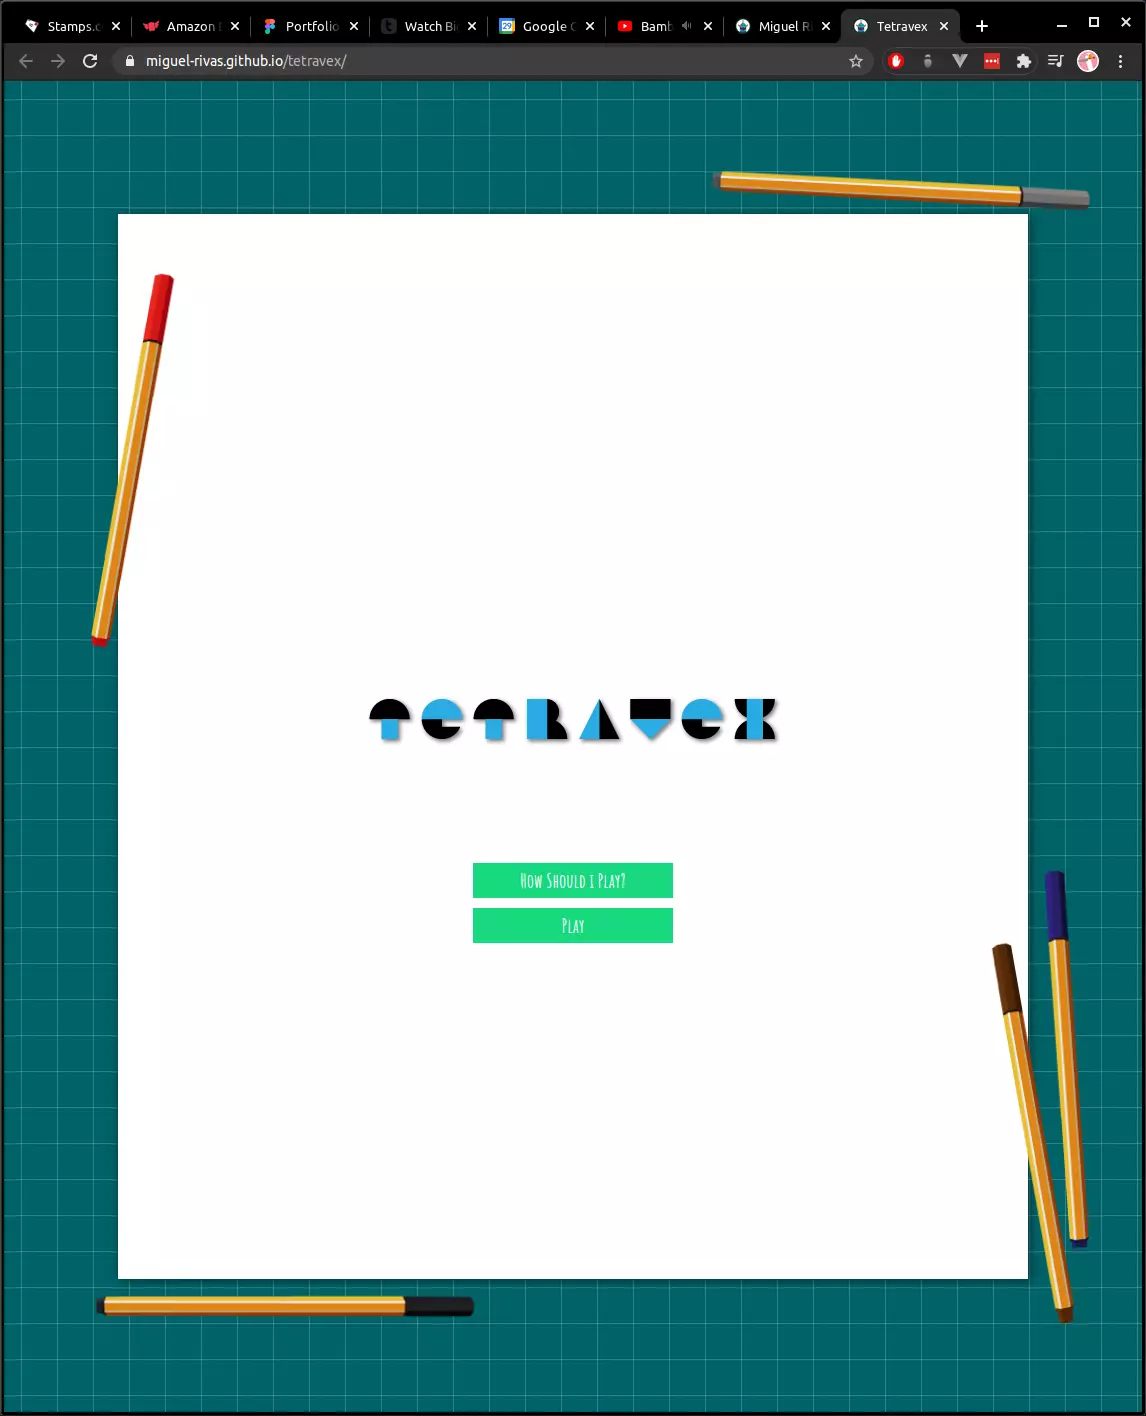 Stamps.c
Amazon
Portfolio
Watch Bi
Google C
Bamb
Miguel R
Tetravex
miguel-rivas.github.io/tetravex/
TETRAVEX
How Should i Play?
Play